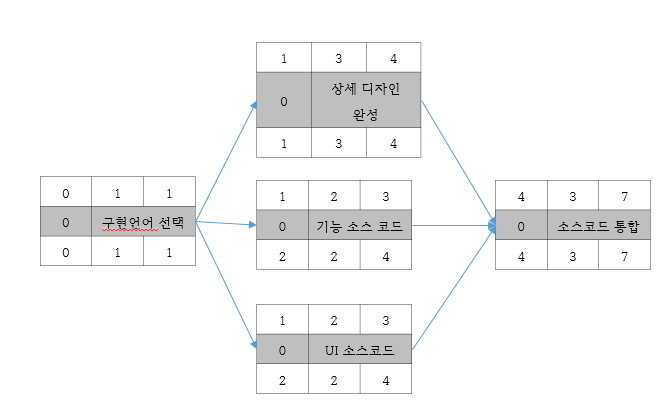 1 3 4
0 상세 디자인
완성
1 3 4
0 1 1
0 구현언어 선택
0 1 1
1 2 3
0 기능 소스 코드
2 2 4
4 3 7
0 소스코드 통합
4 3 7
1 2 3
0 UI 소스코드
2 2 4